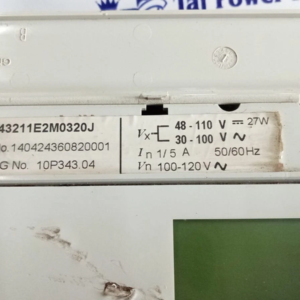 Tai Power
43211E2M0320J
o. 140424360820001
G No. 10P343.04
Vx 48 - 110 V ⎓ 27W
30 - 100 V ∿
In 1/ 5 A 50/60Hz
Vn 100-120 V ∿